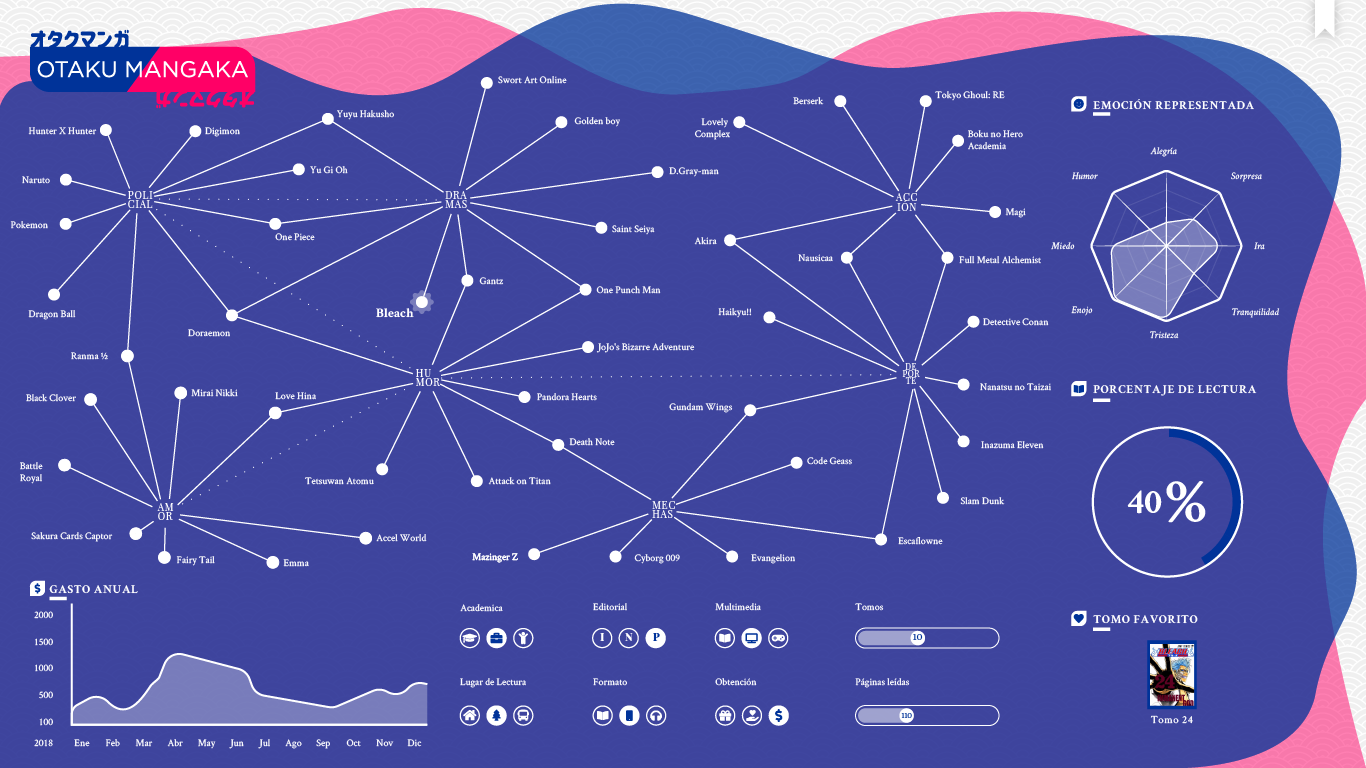 オタクマンガ
OTAKU MANGAKA
オタクマンガ
Swort Art Online
Golden boy
Yuyu Hakusho
Hunter X Hunter
Digimon
Yu Gi Oh
D.Gray-man
Naruto
POLI
CIAL
DRA
MAS
Pokemon
One Piece
Saint Seiya
Dragon Ball
Doraemon
Gantz
Bleach
One Punch Man
Ranma ½
JoJo's Bizarre Adventure
HU
MOR
Black Clover
Mirai Nikki
Love Hina
Pandora Hearts
Death Note
Battle
Royal
Tetsuwan Atomu
Attack on Titan
AM
OR
Sakura Cards Captor
Fairy Tail
Emma
Accel World
Berserk
Tokyo Ghoul: RE
Lovely
Complex
Boku no Hero
Academia
ACC
ION
Magi
Akira
Nausicaa
Full Metal Alchemist
Haikyu!!
Detective Conan
DE
POR
TE
Nanatsu no Taizai
Gundam Wings
Inazuma Eleven
Code Geass
Slam Dunk
MEC
HAS
Escaflowne
Mazinger Z
Cyborg 009
Evangelion
EMOCIÓN REPRESENTADA
Alegría
Humor
Sorpresa
Miedo
Ira
Enojo
Tranquilidad
Tristeza
PORCENTAJE DE LECTURA
40%
TOMO FAVORITO
24
Tomo 24
$ GASTO ANUAL
2000
1500
1000
500
100
2018 Ene Feb Mar Abr May Jun Jul Ago Sep Oct Nov Dic
Academica
Editorial
I N P
Multimedia
Tomos
10
Lugar de Lectura
Formato
Obtención
$
Páginas leídas
110